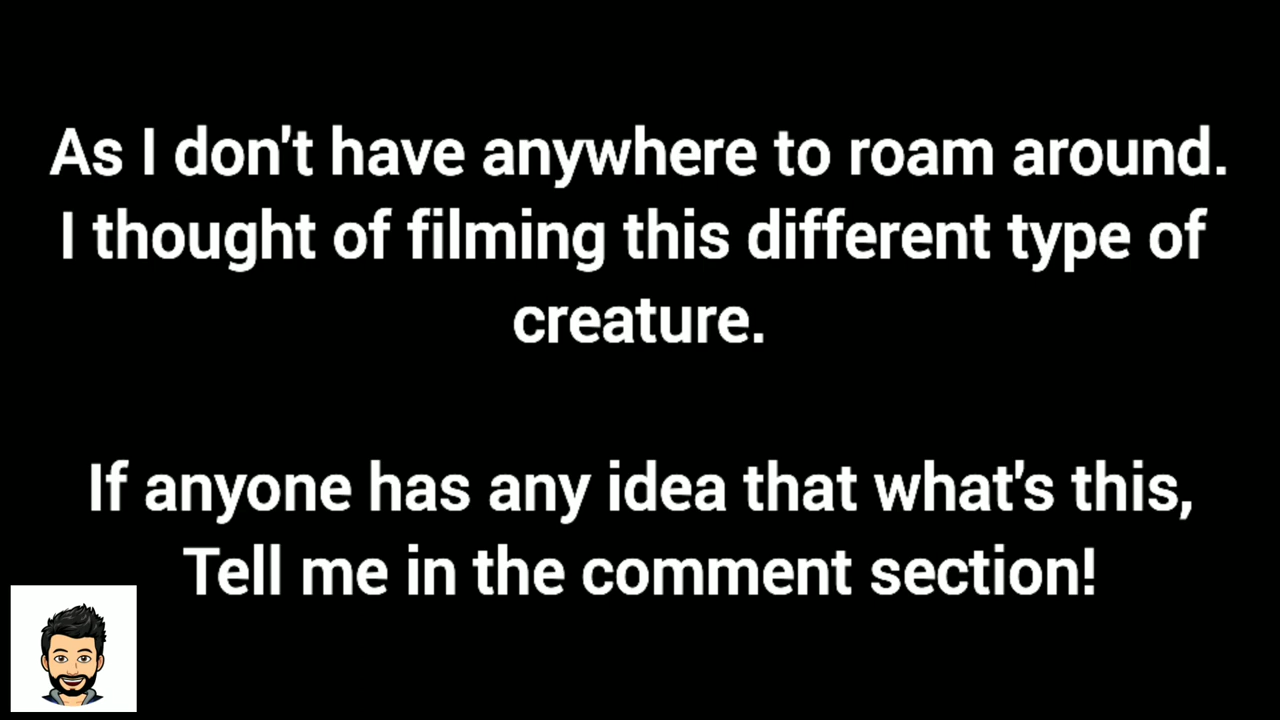 As I don't have anywhere to roam around.
I thought of filming this different type of
creature.
If anyone has any idea that what's this,
Tell me in the comment section!